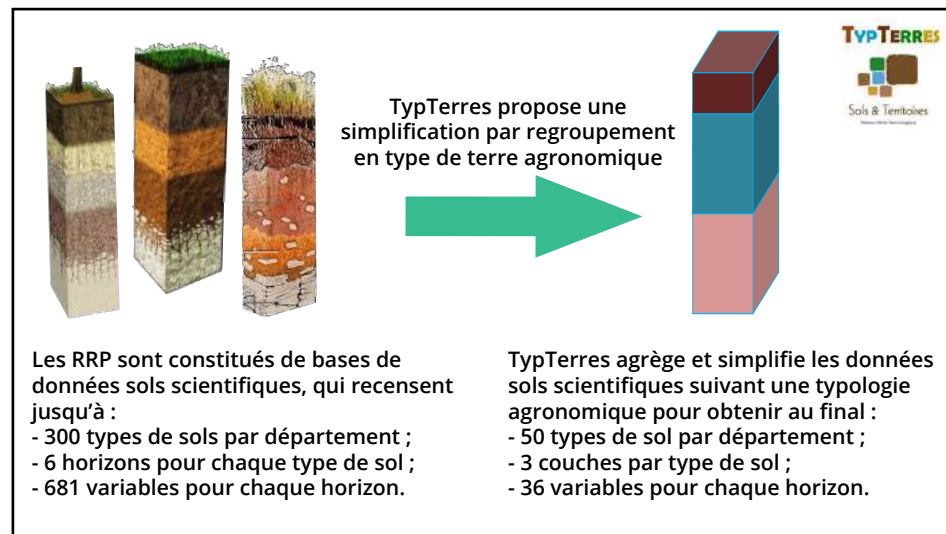 TYPTERRES
Sols & Territoires
TypTerres propose une
simplification par regroupement
en type de terre agronomique
Les RRP sont constitués de bases de
données sols scientifiques, qui recensent
jusqu'à :
- 300 types de sols par département ;
- 6 horizons pour chaque type de sol ;
- 681 variables pour chaque horizon.
TypTerres agrège et simplifie les données
sols scientifiques suivant une typologie
agronomique pour obtenir au final :
- 50 types de sol par département ;
- 3 couches par type de sol ;
- 36 variables pour chaque horizon.